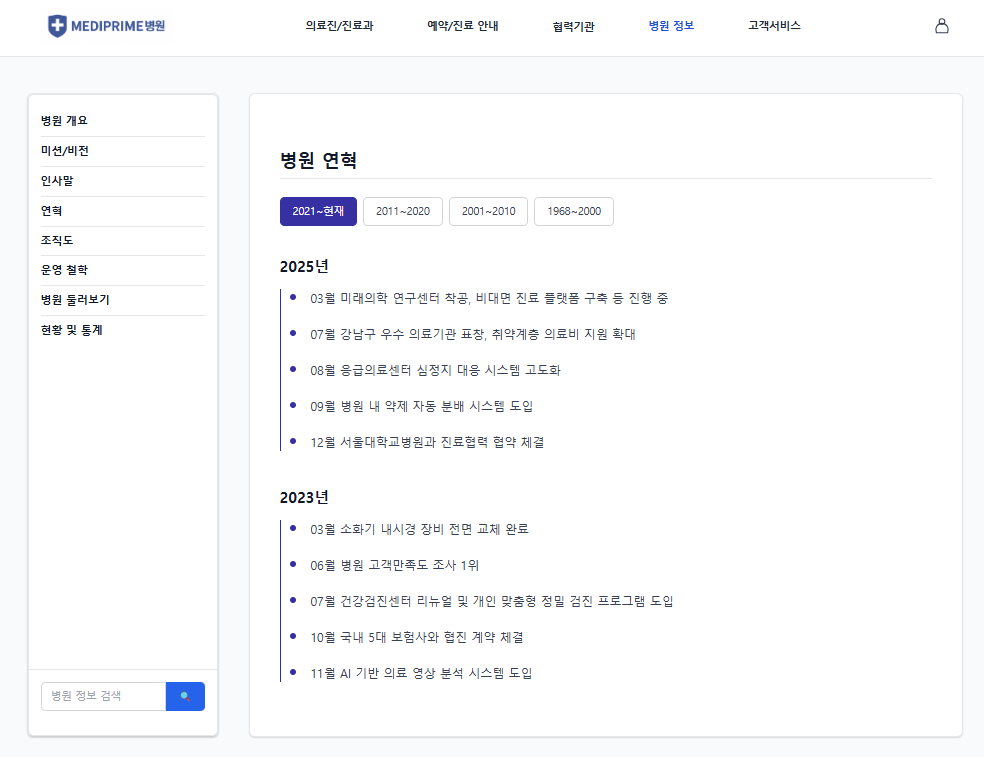 MEDIPRIME병원
의료진/진료과 예약/진료 안내 협력기관 병원 정보 고객서비스
병원 개요
미션/비전
인사말
연혁
조직도
운영 철학
병원 둘러보기
현황 및 통계
병원 정보 검색
병원 연혁
2021~현재 2011~2020 2001~2010 1968~2000
2025년
03월 미래의학 연구센터 착공, 비대면 진료 플랫폼 구축 등 진행 중
07월 강남구 우수 의료기관 표창, 취약계층 의료비 지원 확대
08월 응급의료센터 심정지 대응 시스템 고도화
09월 병원 내 약제 자동 분배 시스템 도입
12월 서울대학교병원과 진료협력 협약 체결
2023년
03월 소화기 내시경 장비 전면 교체 완료
06월 병원 고객만족도 조사 1위
07월 건강검진센터 리뉴얼 및 개인 맞춤형 정밀 검진 프로그램 도입
10월 국내 5대 보험사와 협진 계약 체결
11월 AI 기반 의료 영상 분석 시스템 도입